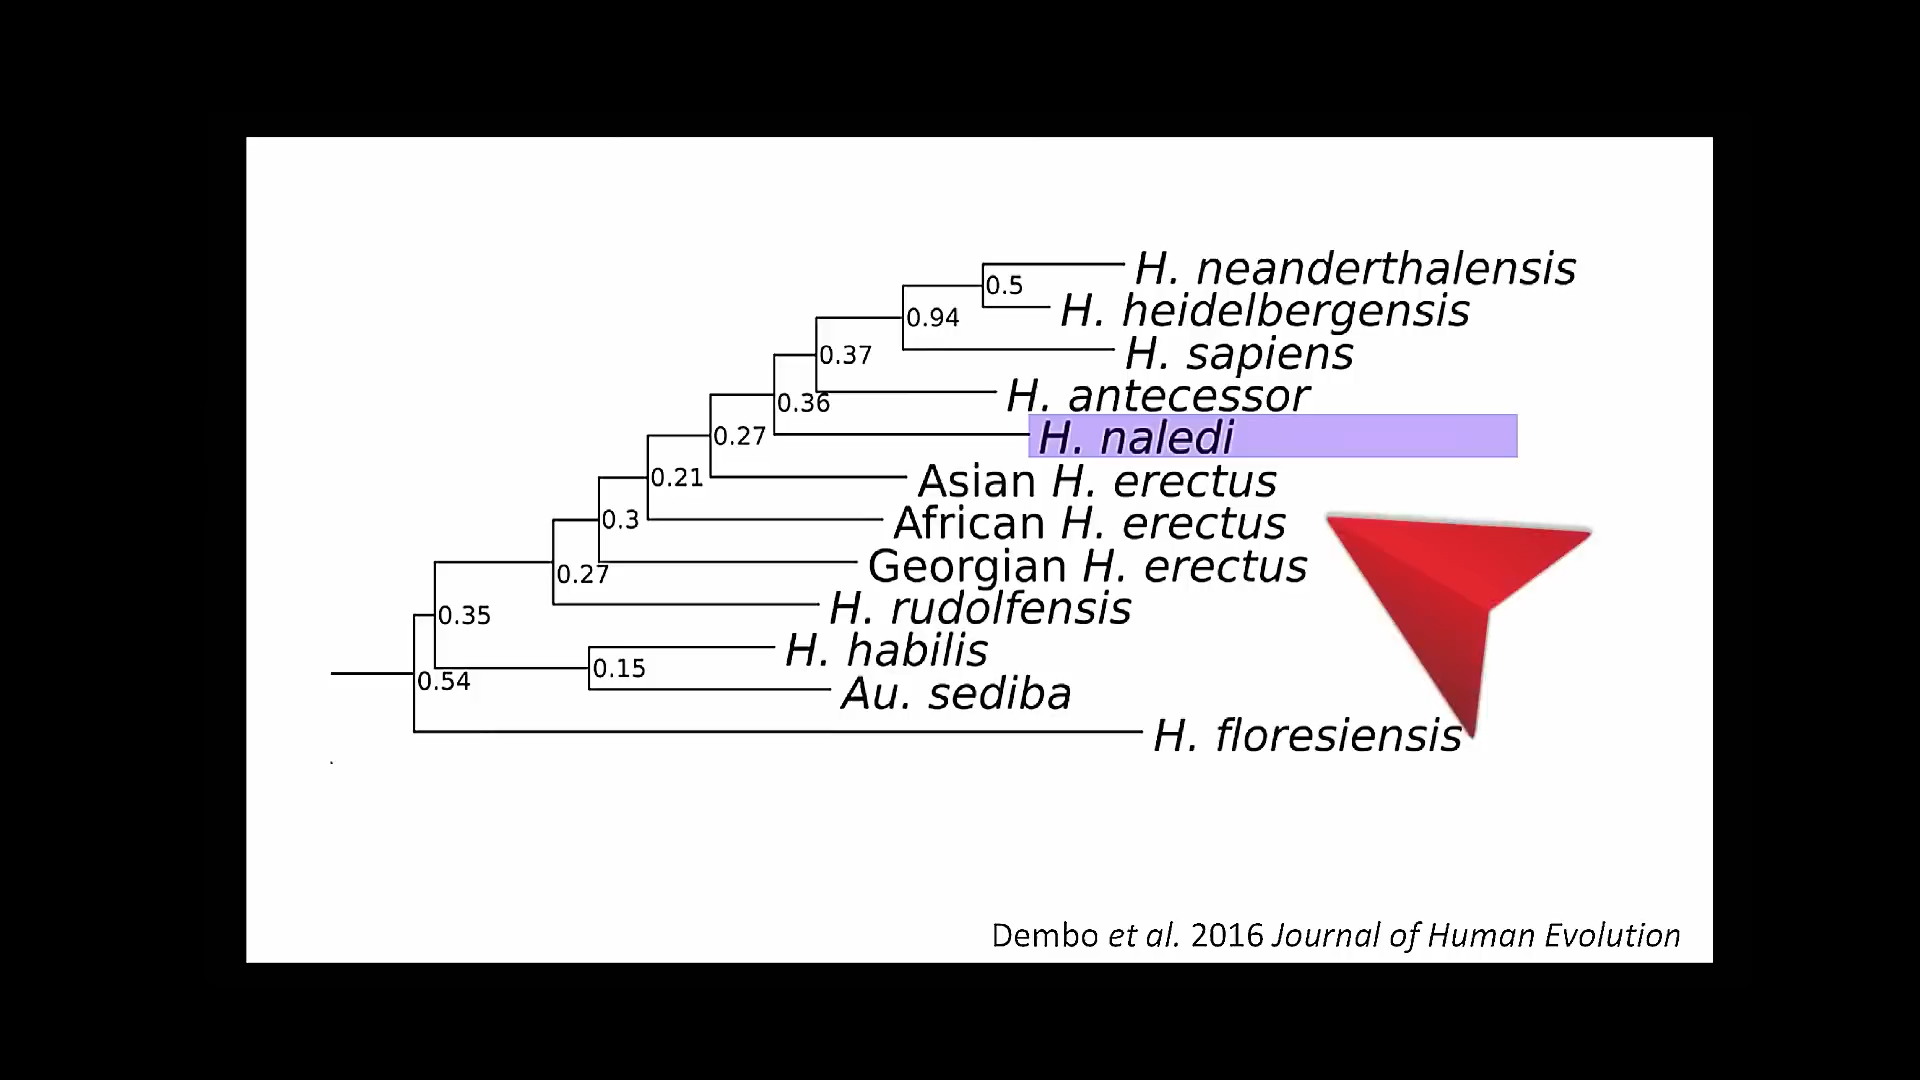 H. neanderthalensis
0.5
H. heidelbergensis
0.94
H. sapiens
0.37
H. antecessor
0.36
H. naledi
0.27
Asian H. erectus
0.21
African H. erectus
0.3
Georgian H. erectus
0.27
H. rudolfensis
0.35
H. habilis
0.15
0.54
Au. sediba
H. floresiensis
Dembo et al. 2016 Journal of Human Evolution